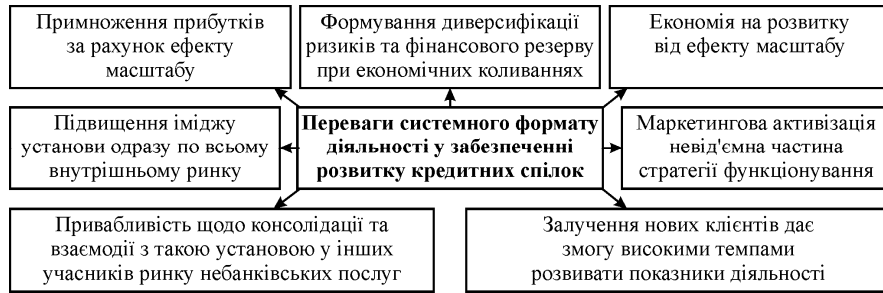 Примноження прибутків
за рахунок ефекту
масштабу
Формування диверсифікації
ризиків та фінансового резерву
при економічних коливаннях
Економія на розвитку
від ефекту масштабу
Підвищення іміджу
установи одразу по всьому
внутрішньому ринку
Переваги системного формату
діяльності у забезпеченні
розвитку кредитних спілок
Маркетингова активізація
невід'ємна частина
стратегії функціонування
Привабливість щодо консолідації та
взаємодії з такою установою у інших
учасників ринку небанківських послуг
Залучення нових клієнтів дає
змогу високими темпами
розвивати показники діяльності